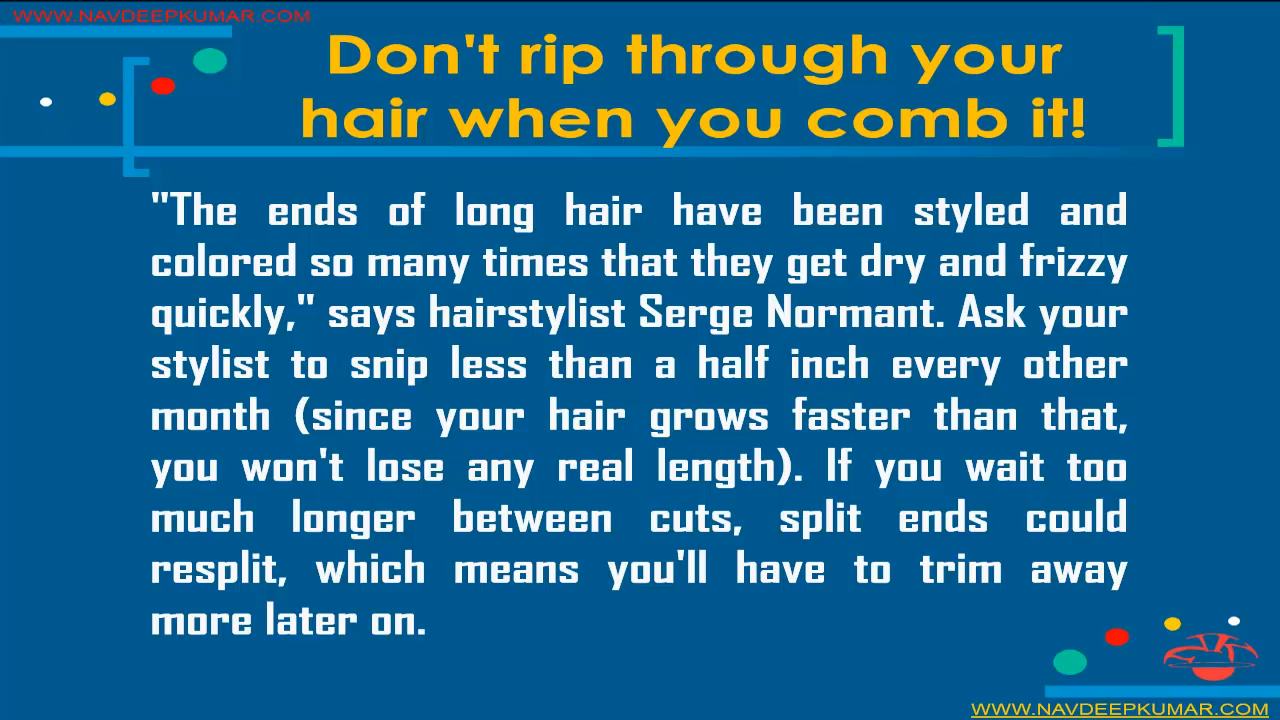 WWW.NAVDEEPKUMAR.COM
Don't rip through your
hair when you comb it!
"The ends of long hair have been styled and
colored so many times that they get dry and frizzy
quickly," says hairstylist Serge Normant. Ask your
stylist to snip less than a half inch every other
month (since your hair grows faster than that,
you won't lose any real length). If you wait too
much longer between cuts, split ends could
resplit, which means you'll have to trim away
more later on.
WWW.NAVDEEPKUMAR.COM